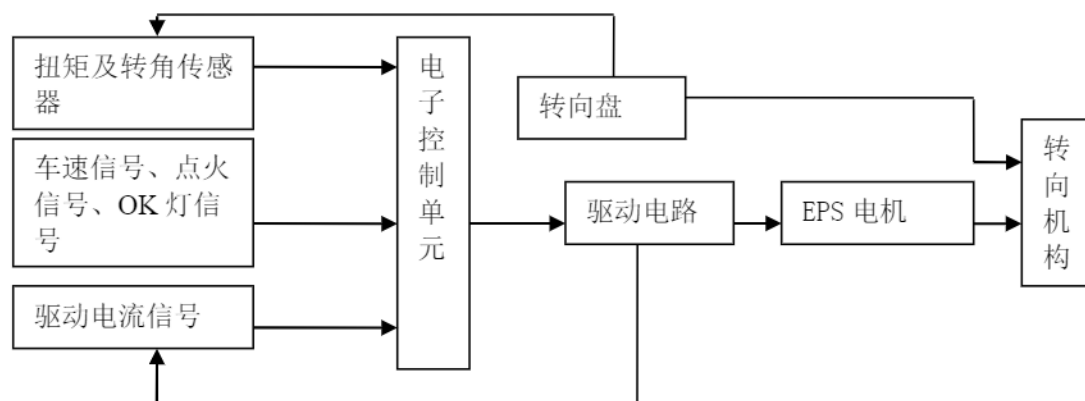 扭矩及转角传感
器
车速信号、点火
信号、OK 灯信
号
驱动电流信号
电
子
控
制
单
元
转向盘
驱动电路
EPS 电机
转
向
机
构